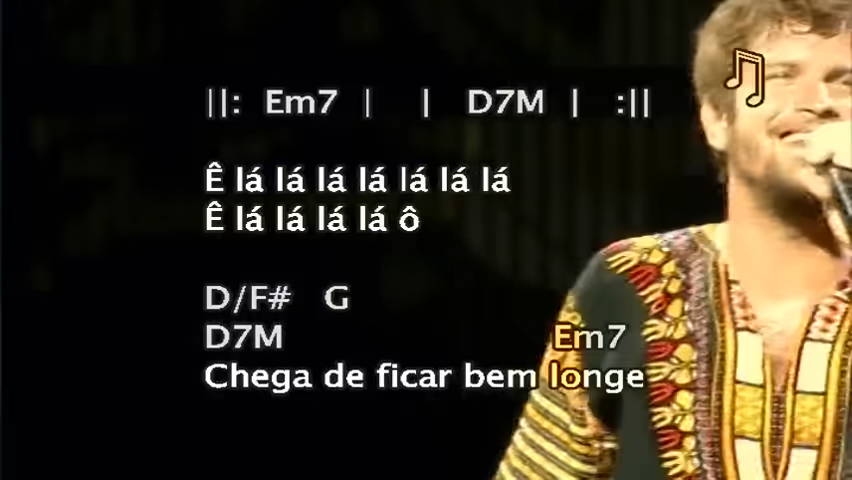 ||: Em7 | | D7M | :||
Ê lá lá lá lá lá lá lá
Ê lá lá lá lá ô
D/F# G
D7M Em7
Chega de ficar bem longe